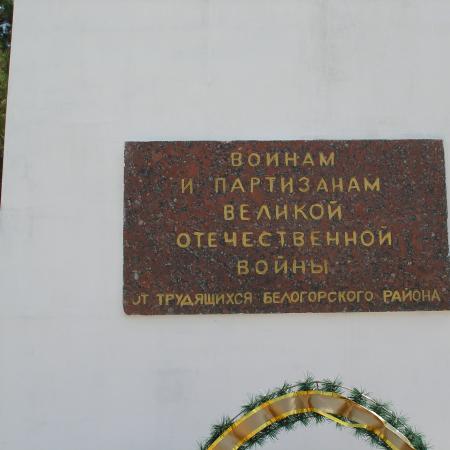 ВОИНАМ
И ПАРТИЗАНАМ
ВЕЛИКОЙ
ОТЕЧЕСТВЕННОЙ
ВОЙНЫ
ОТ ТРУДЯЩИХСЯ БЕЛОГОРСКОГО РАЙОНА